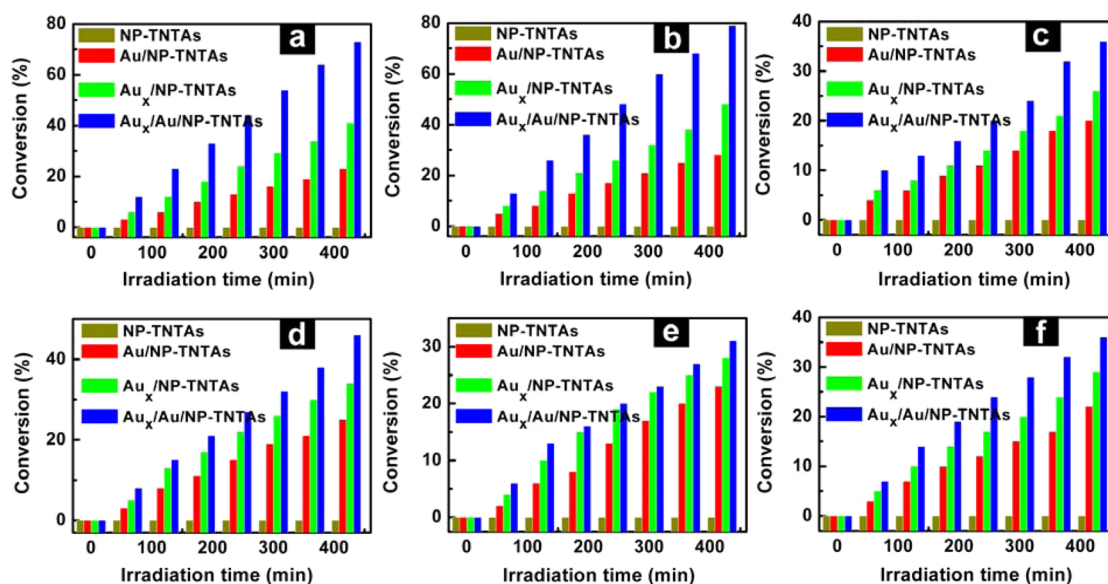 a
80
60
40
20
0
Conversion (%)
NP-TNTAs
Au/NP-TNTAs
Auₓ/NP-TNTAs
Auₓ/Au/NP-TNTAs
0 100 200 300 400
Irradiation time (min)
b
80
60
40
20
0
Conversion (%)
NP-TNTAs
Au/NP-TNTAs
Auₓ/NP-TNTAs
Auₓ/Au/NP-TNTAs
0 100 200 300 400
Irradiation time (min)
c
40
30
20
10
0
Conversion (%)
NP-TNTAs
Au/NP-TNTAs
Auₓ/NP-TNTAs
Auₓ/Au/NP-TNTAs
0 100 200 300 400
Irradiation time (min)
d
40
20
0
Conversion (%)
NP-TNTAs
Au/NP-TNTAs
Auₓ/NP-TNTAs
Auₓ/Au/NP-TNTAs
0 100 200 300 400
Irradiation time (min)
e
30
20
10
0
Conversion (%)
NP-TNTAs
Au/NP-TNTAs
Auₓ/NP-TNTAs
Auₓ/Au/NP-TNTAs
0 100 200 300 400
Irradiation time (min)
f
40
30
20
10
0
Conversion (%)
NP-TNTAs
Au/NP-TNTAs
Auₓ/NP-TNTAs
Auₓ/Au/NP-TNTAs
0 100 200 300 400
Irradiation time (min)